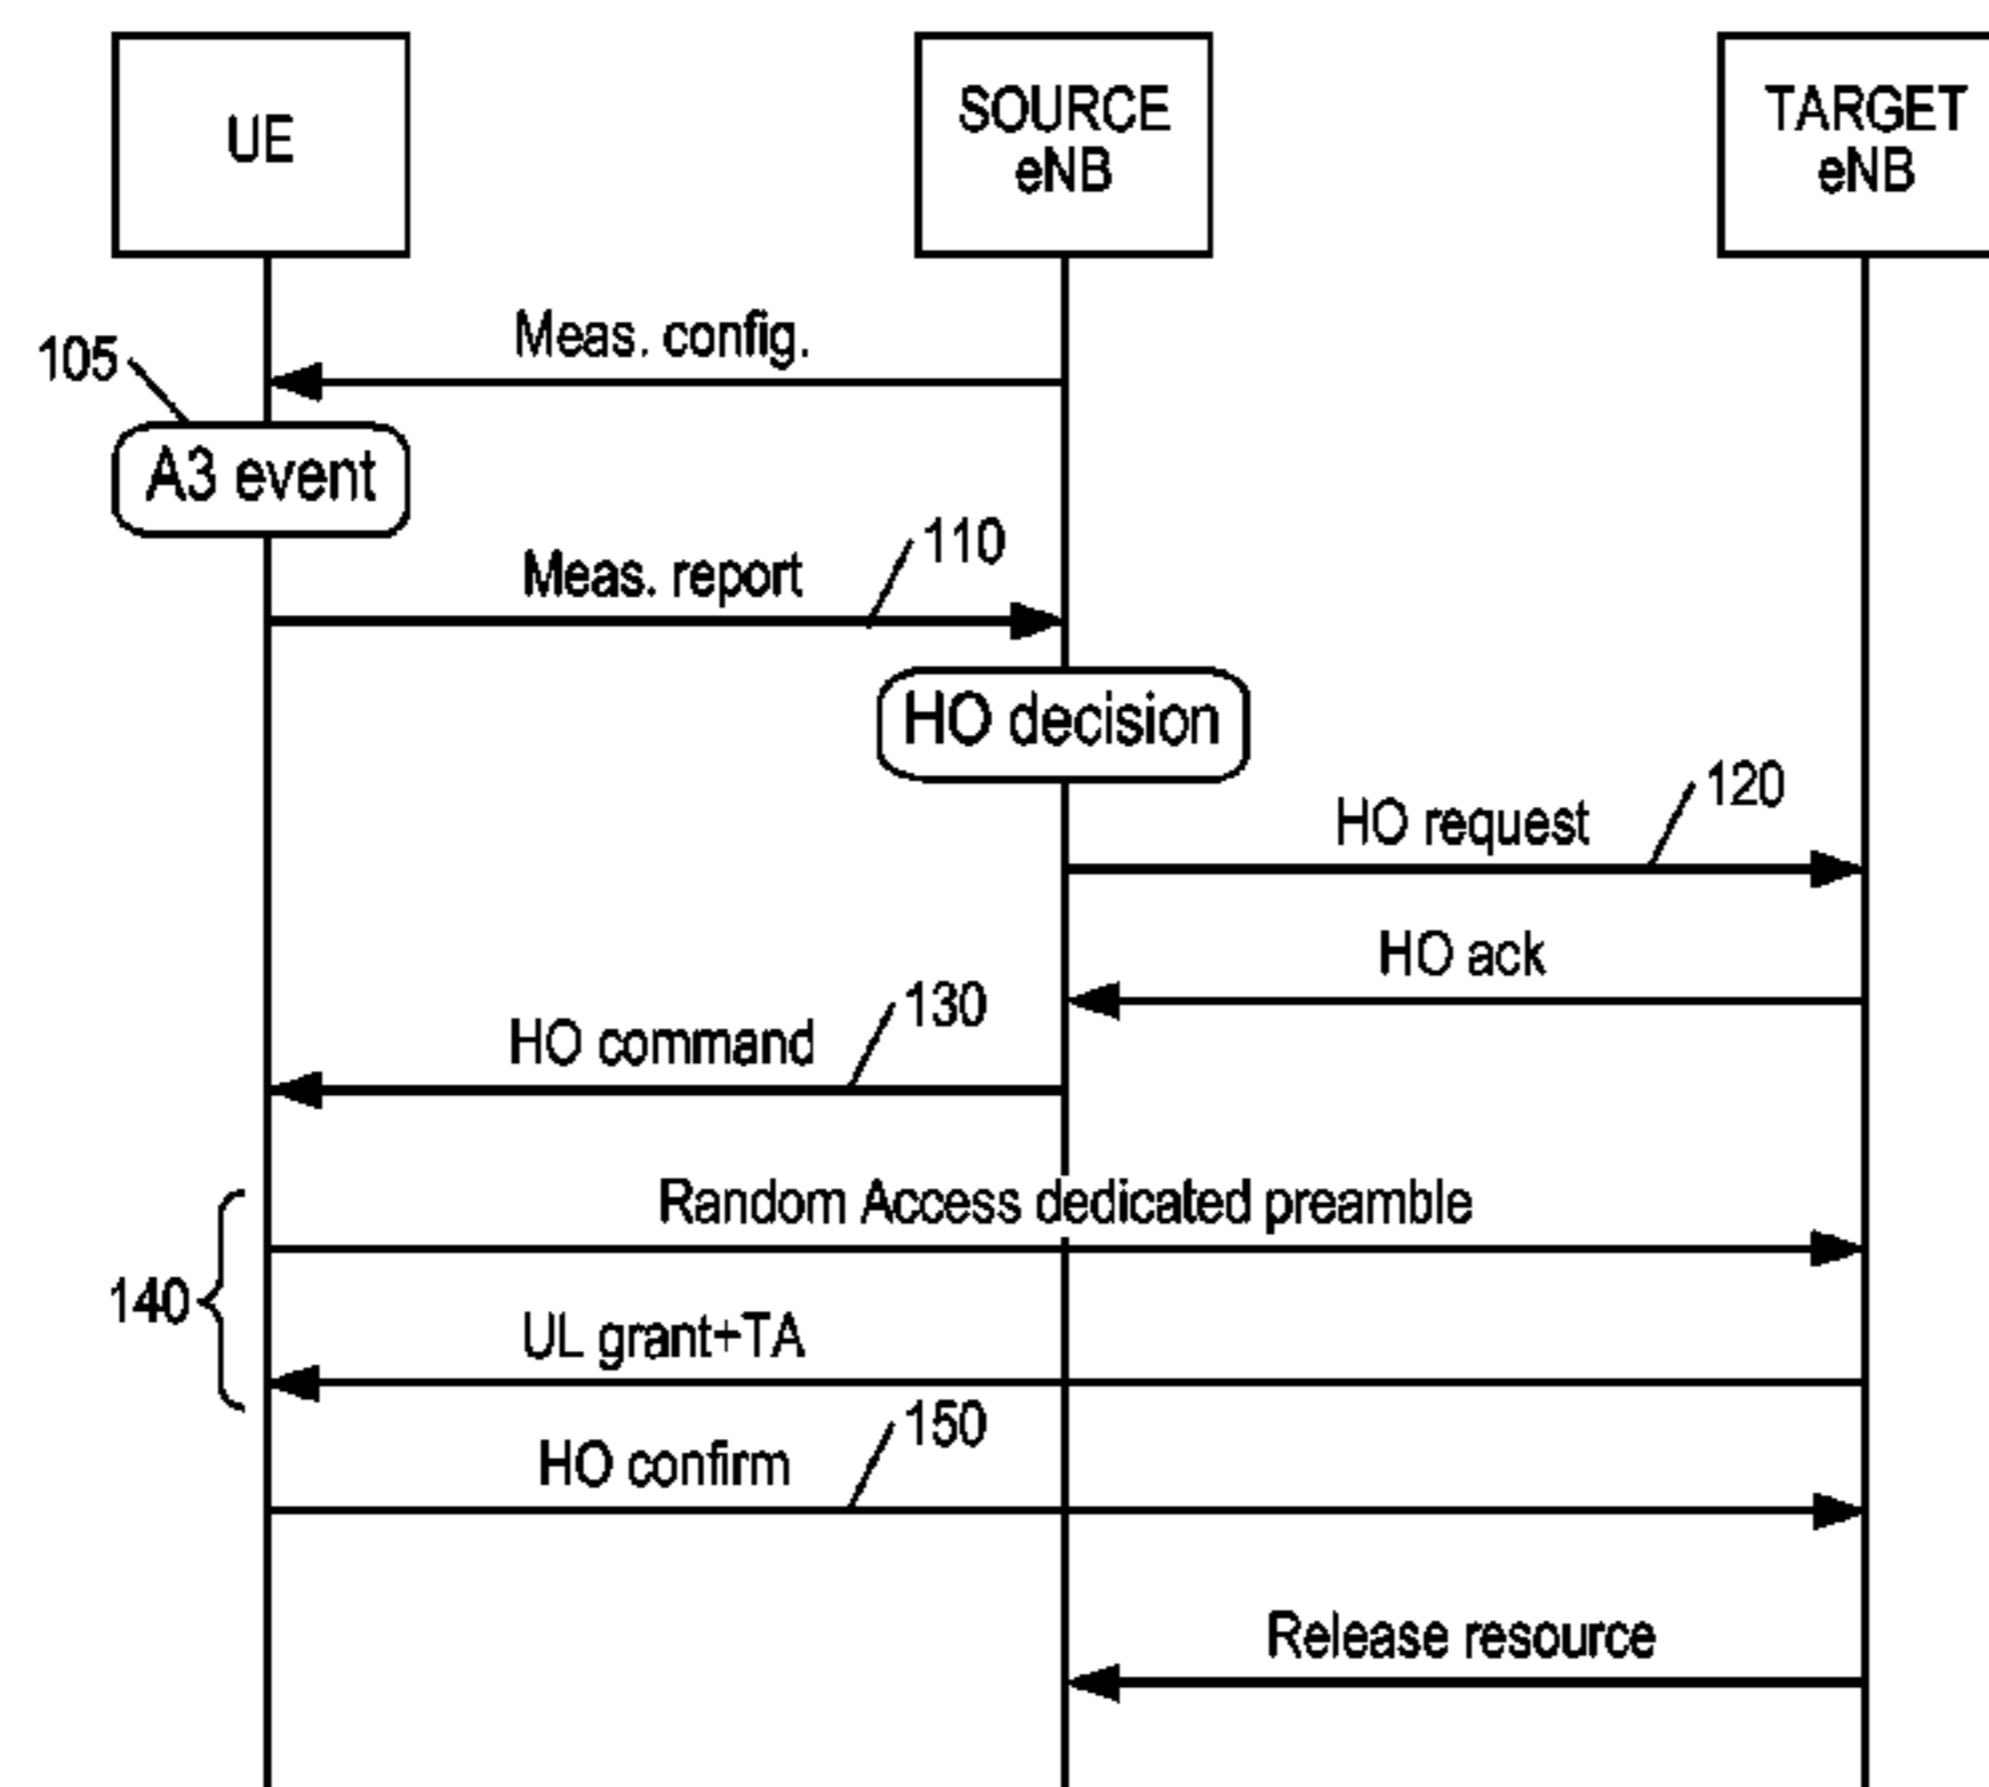 UE
SOURCE
eNB
TARGET
eNB
Meas. config.
105
A3 event
110
Meas. report
HO decision
120
HO request
HO ack
130
HO command
Random Access dedicated preamble
140
UL grant+TA
150
HO confirm
Release resource